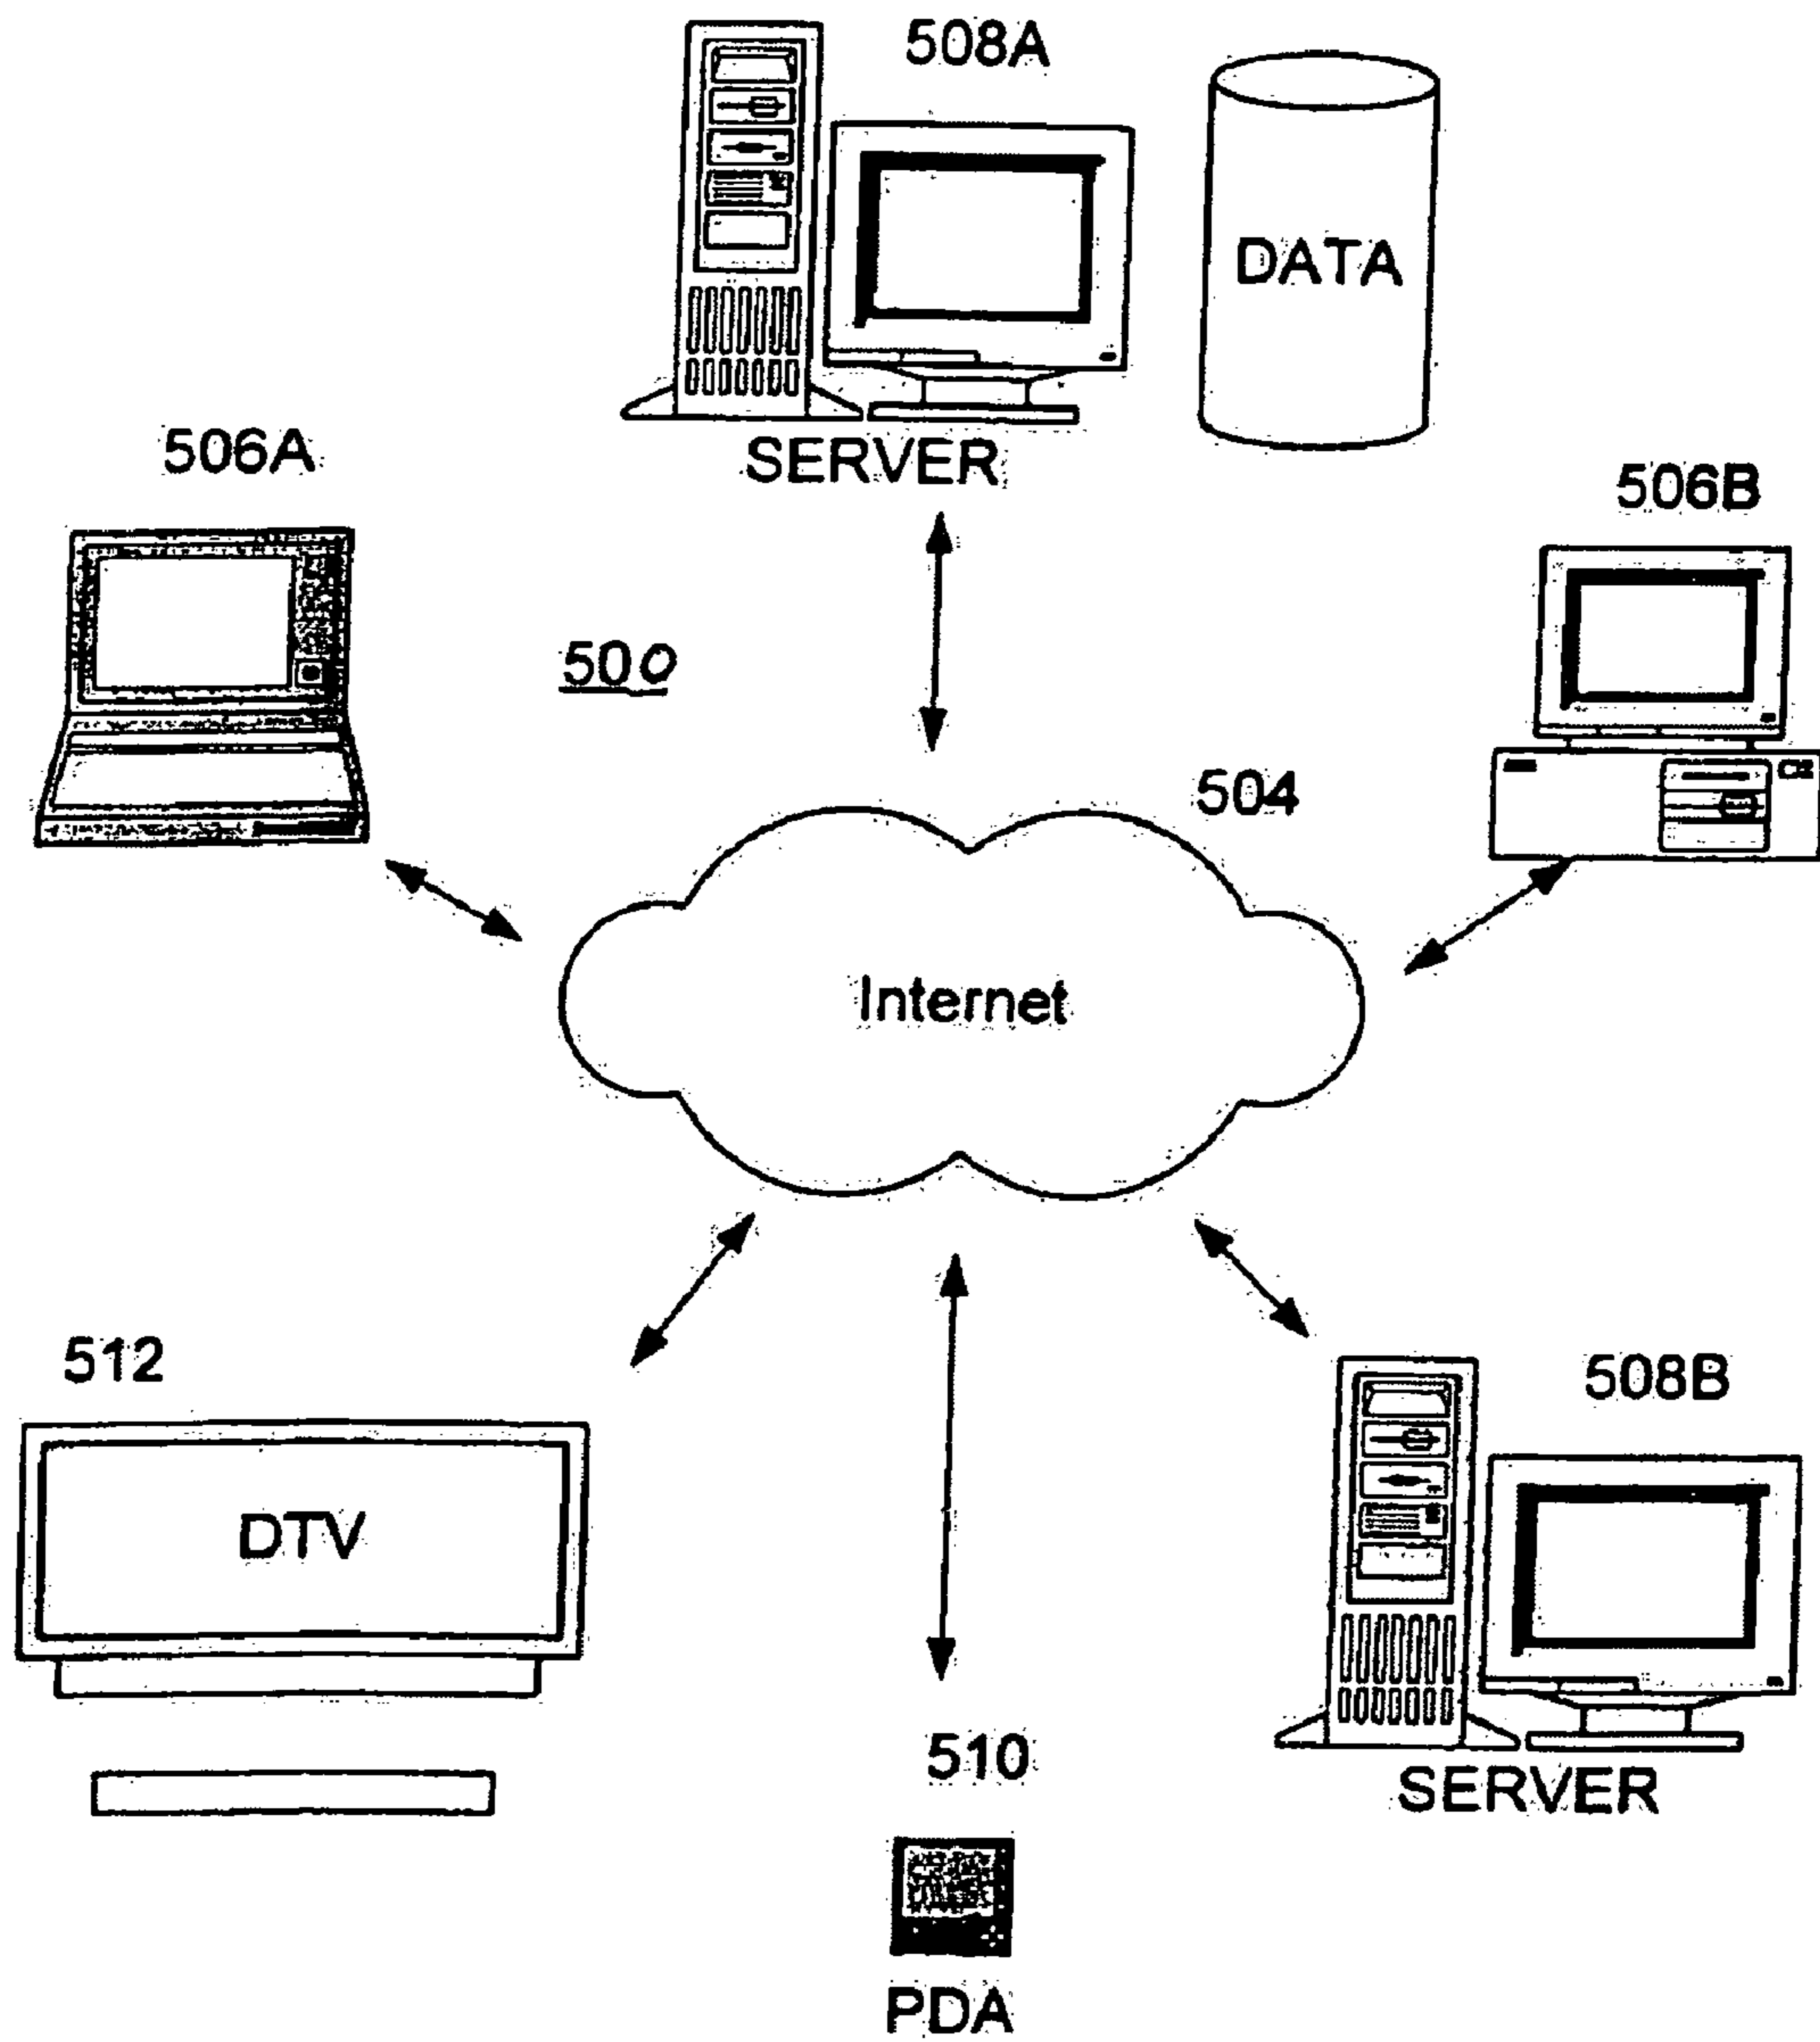 508A
DATA
SERVER
506A
506B
500
504
Internet
512
DTV
508B
SERVER
510
PDA